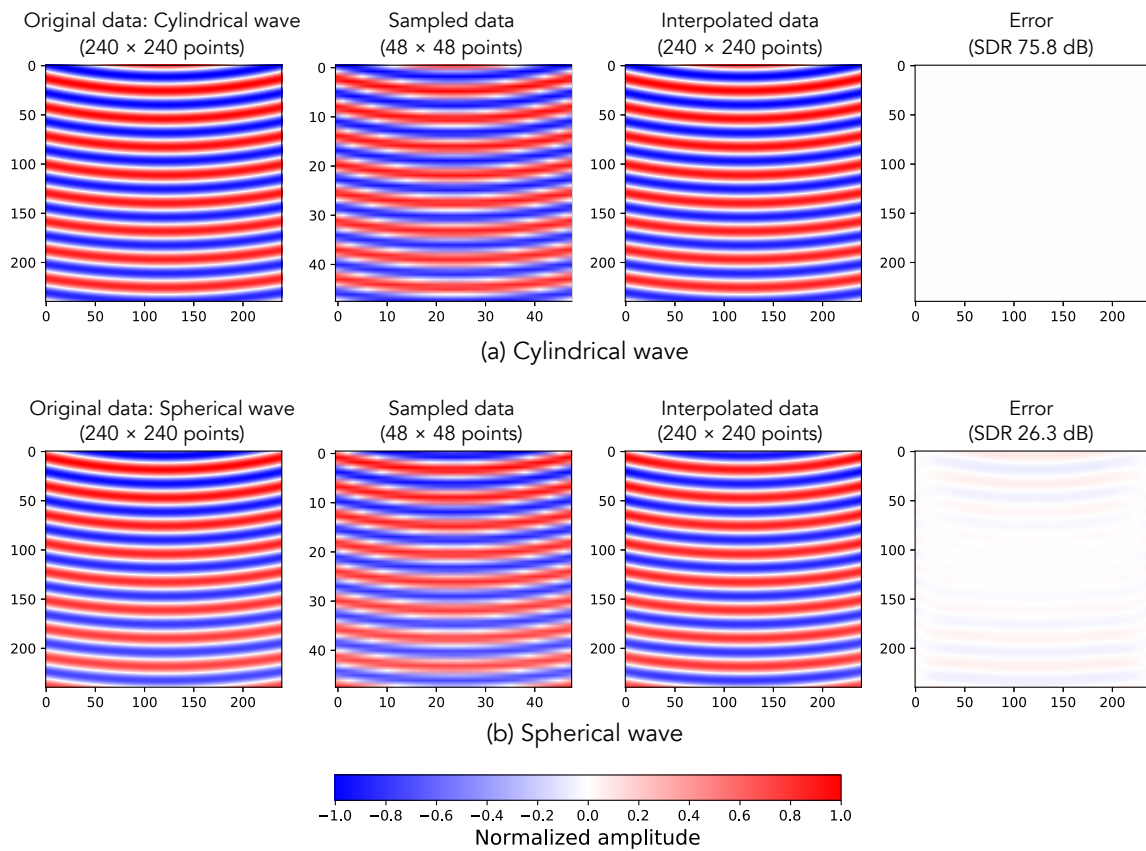 Original data: Cylindrical wave
(240 × 240 points)
Sampled data
(48 × 48 points)
Interpolated data
(240 × 240 points)
Error
(SDR 75.8 dB)
0
50
100
150
200
0 50 100 150 200
0
10
20
30
40
0 10 20 30 40
0
50
100
150
200
0 50 100 150 200
0
50
100
150
200
0 50 100 150 200
(a) Cylindrical wave
Original data: Spherical wave
(240 × 240 points)
Sampled data
(48 × 48 points)
Interpolated data
(240 × 240 points)
Error
(SDR 26.3 dB)
0
50
100
150
200
0 50 100 150 200
0
10
20
30
40
0 10 20 30 40
0
50
100
150
200
0 50 100 150 200
0
50
100
150
200
0 50 100 150 200
(b) Spherical wave
−1.0 −0.8 −0.6 −0.4 −0.2 0.0 0.2 0.4 0.6 0.8 1.0
Normalized amplitude